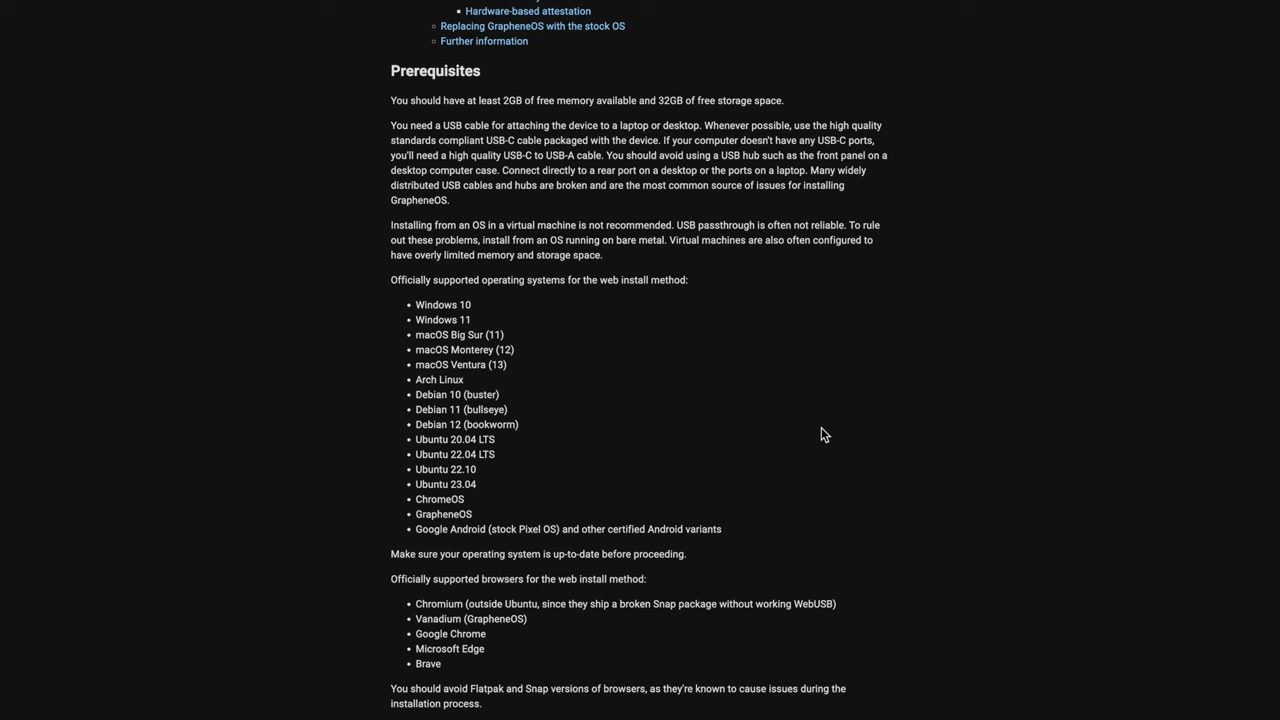 Hardware-based attestation
Replacing GrapheneOS with the stock OS
Further information
Prerequisites
You should have at least 2GB of free memory available and 32GB of free storage space.
You need a USB cable for attaching the device to a laptop or desktop. Whenever possible, use the high quality
standards compliant USB-C cable packaged with the device. If your computer doesn't have any USB-C ports,
you'll need a high quality USB-C to USB-A cable. You should avoid using a USB hub such as the front panel on a
desktop computer case. Connect directly to a rear port on a desktop or the ports on a laptop. Many widely
distributed USB cables and hubs are broken and are the most common source of issues for installing
GrapheneOS.
Installing from an OS in a virtual machine is not recommended. USB passthrough is often not reliable. To rule
out these problems, install from an OS running on bare metal. Virtual machines are also often configured to
have overly limited memory and storage space.
Officially supported operating systems for the web install method:
• Windows 10
• Windows 11
• macOS Big Sur (11)
• macOS Monterey (12)
• macOS Ventura (13)
• Arch Linux
• Debian 10 (buster)
• Debian 11 (bullseye)
• Debian 12 (bookworm)
• Ubuntu 20.04 LTS
• Ubuntu 22.04 LTS
• Ubuntu 22.10
• Ubuntu 23.04
• ChromeOS
• GrapheneOS
• Google Android (stock Pixel OS) and other certified Android variants
Make sure your operating system is up-to-date before proceeding.
Officially supported browsers for the web install method:
• Chromium (outside Ubuntu, since they ship a broken Snap package without working WebUSB)
• Vanadium (GrapheneOS)
• Google Chrome
• Microsoft Edge
• Brave
You should avoid Flatpak and Snap versions of browsers, as they're known to cause issues during the
installation process.